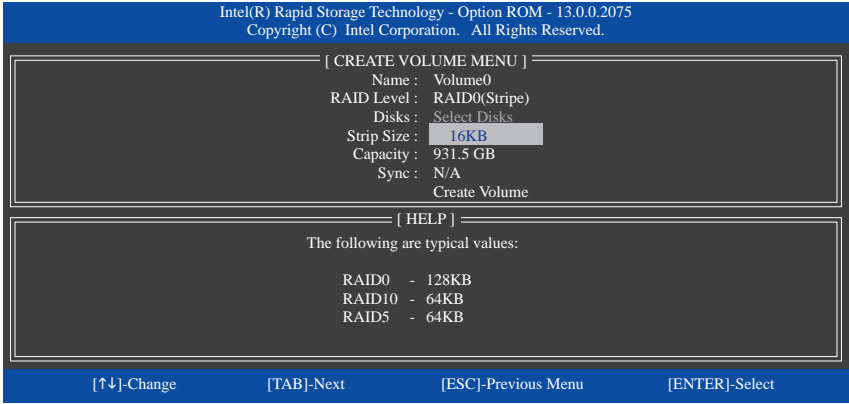 Intel(R) Rapid Storage Technology - Option ROM - 13.0.0.2075
Copyright (C) Intel Corporation. All Rights Reserved.
[ CREATE VOLUME MENU ]
Name : Volume0
RAID Level : RAID0(Stripe)
Disks : Select Disks
Strip Size : 16KB
Capacity : 931.5 GB
Sync : N/A
Create Volume
[ HELP ]
The following are typical values:
RAID0 - 128KB
RAID10 - 64KB
RAID5 - 64KB
[↑↓]-Change [TAB]-Next [ESC]-Previous Menu [ENTER]-Select